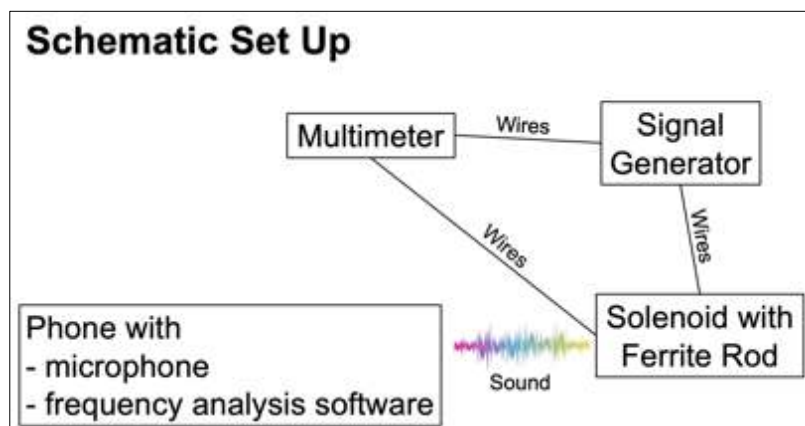 Schematic Set Up
Multimeter
Wires
Signal
Generator
Wires
Wires
Phone with
- microphone
- frequency analysis software
Sound
Solenoid with
Ferrite Rod